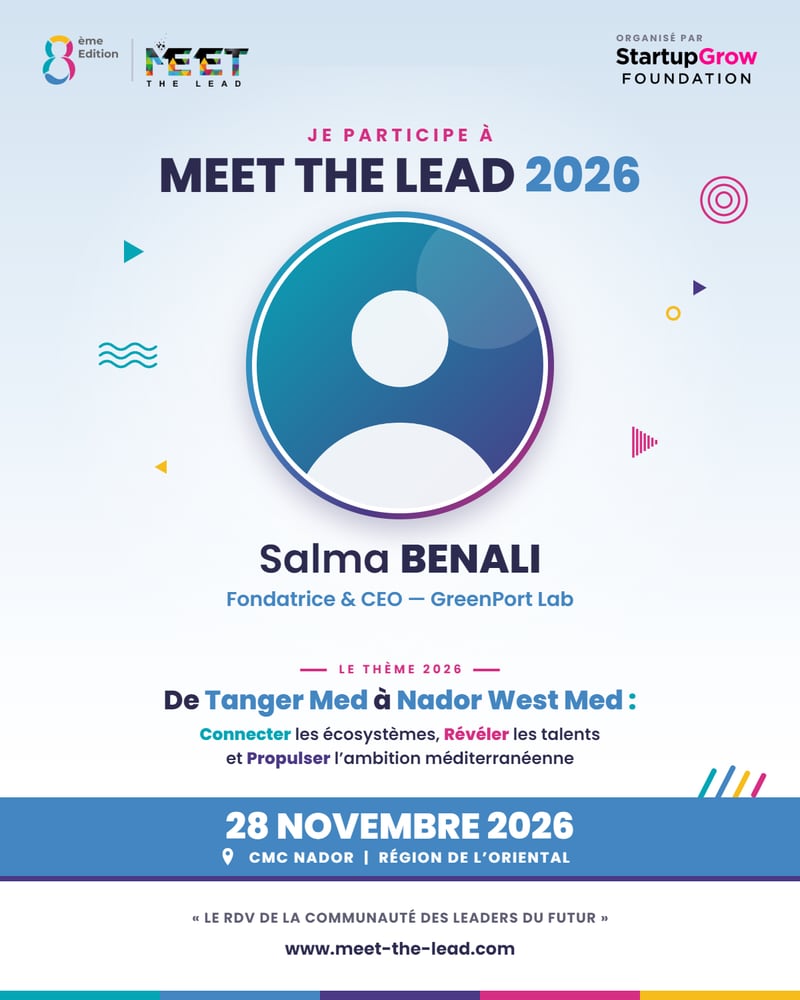 8 ème
Edition
MEET
THE LEAD
ORGANISÉ PAR
StartupGrow
FOUNDATION
JE PARTICIPE À
MEET THE LEAD 2026
Salma BENALI
Fondatrice & CEO — GreenPort Lab
LE THÈME 2026
De Tanger Med à Nador West Med :
Connecter les écosystèmes, Révéler les talents
et Propulser l’ambition méditerranéenne
28 NOVEMBRE 2026
CMC NADOR | RÉGION DE L’ORIENTAL
« LE RDV DE LA COMMUNAUTÉ DES LEADERS DU FUTUR »
www.meet-the-lead.com